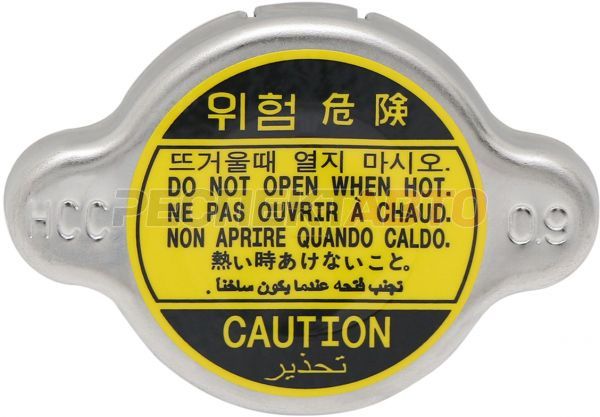 위험 危険
뜨거울때 열지 마시오.
DO NOT OPEN WHEN HOT.
NE PAS OUVRIR À CHAUD.
NON APRIRE QUANDO CALDO.
熱い時あけないこと。
تجنب فتحه عندما يكون ساخناً .
HCC
0.9
CAUTION
تحذير